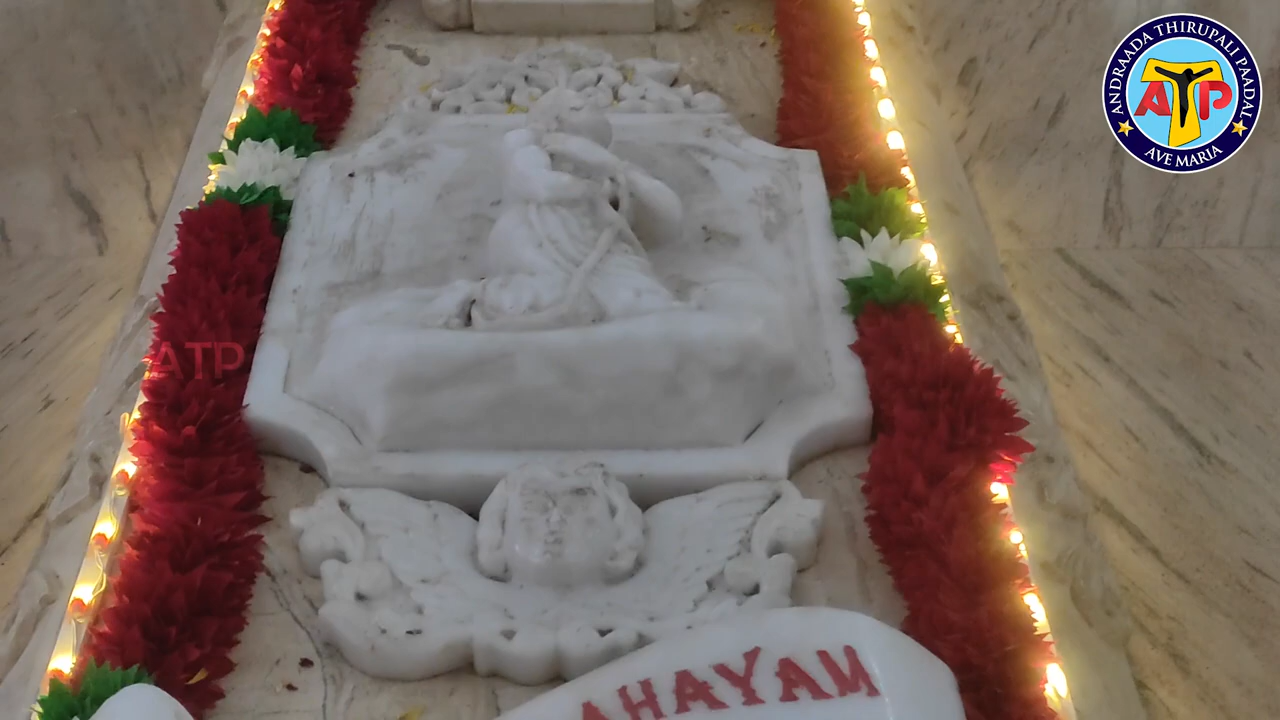 ANDRAADA THIRUPALI PAADAL
ATP
AVE MARIA
ATP
AHAYAM